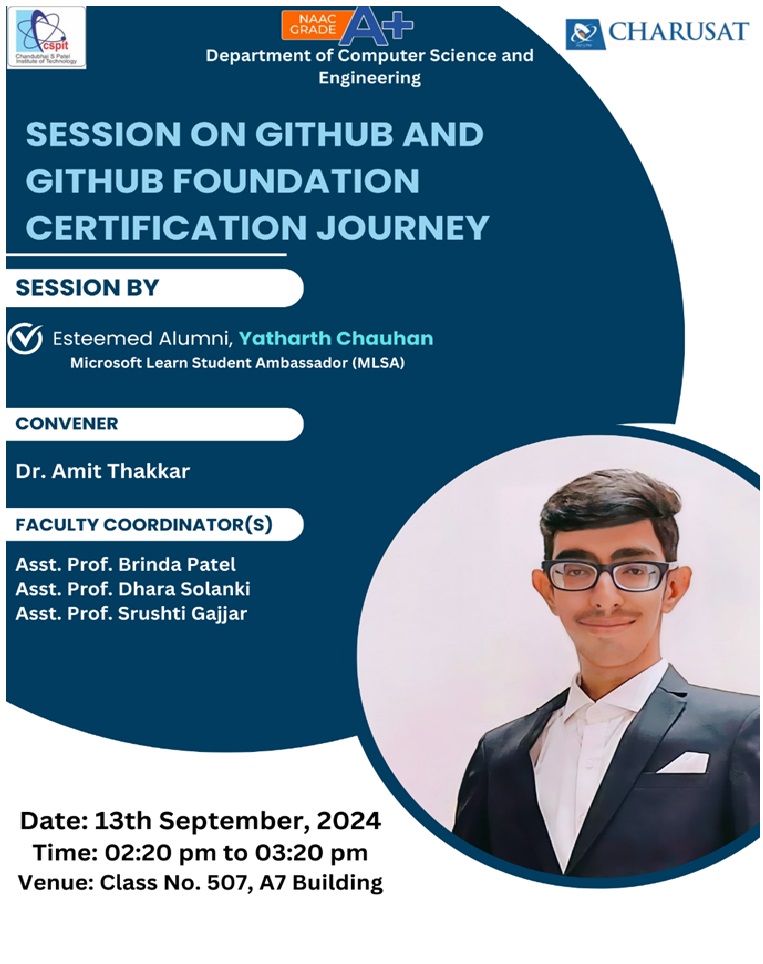 cspit
Chandubhai S Patel
Institute of Technology
NAAC
GRADE A+
CHARUSAT
Department of Computer Science and
Engineering
SESSION ON GITHUB AND
GITHUB FOUNDATION
CERTIFICATION JOURNEY
SESSION BY
Esteemed Alumni, Yatharth Chauhan
Microsoft Learn Student Ambassador (MLSA)
CONVENER
Dr. Amit Thakkar
FACULTY COORDINATOR(S)
Asst. Prof. Brinda Patel
Asst. Prof. Dhara Solanki
Asst. Prof. Srushti Gajjar
Date: 13th September, 2024
Time: 02:20 pm to 03:20 pm
Venue: Class No. 507, A7 Building